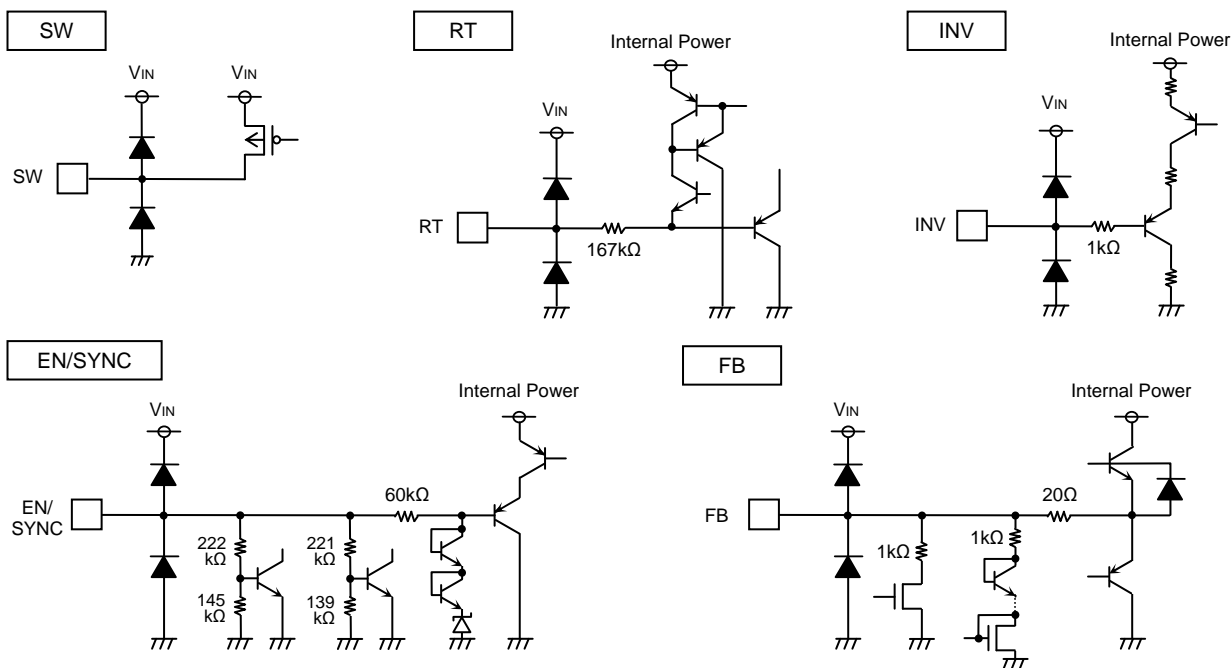 SW
VIN
VIN
SW
RT
Internal Power
VIN
RT
167kΩ
INV
Internal Power
VIN
INV
1kΩ
EN/SYNC
Internal Power
VIN
EN/
SYNC
60kΩ
222
kΩ
145
kΩ
221
kΩ
139
kΩ
FB
Internal Power
VIN
FB
20Ω
1kΩ
1kΩ